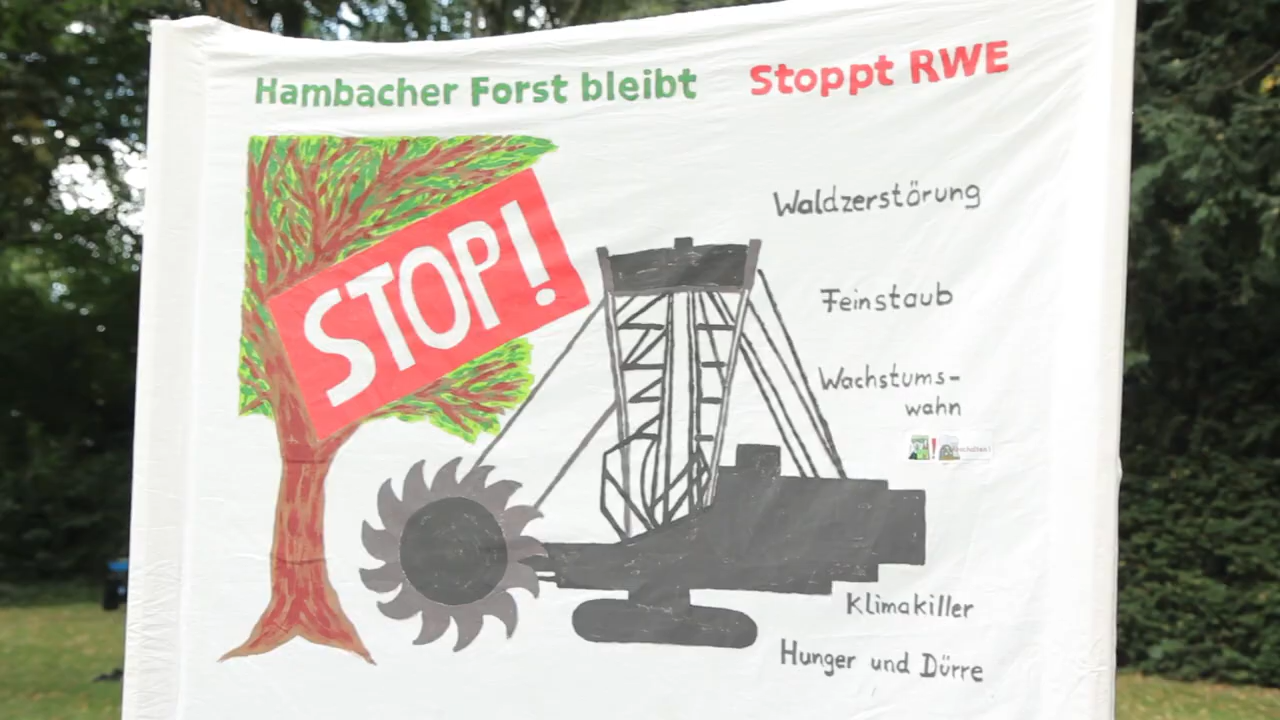 Hambacher Forst bleibt Stoppt RWE
STOP!
Waldzerstörung
Feinstaub
Wachstums-
wahn
Klimakiller
Hunger und Dürre